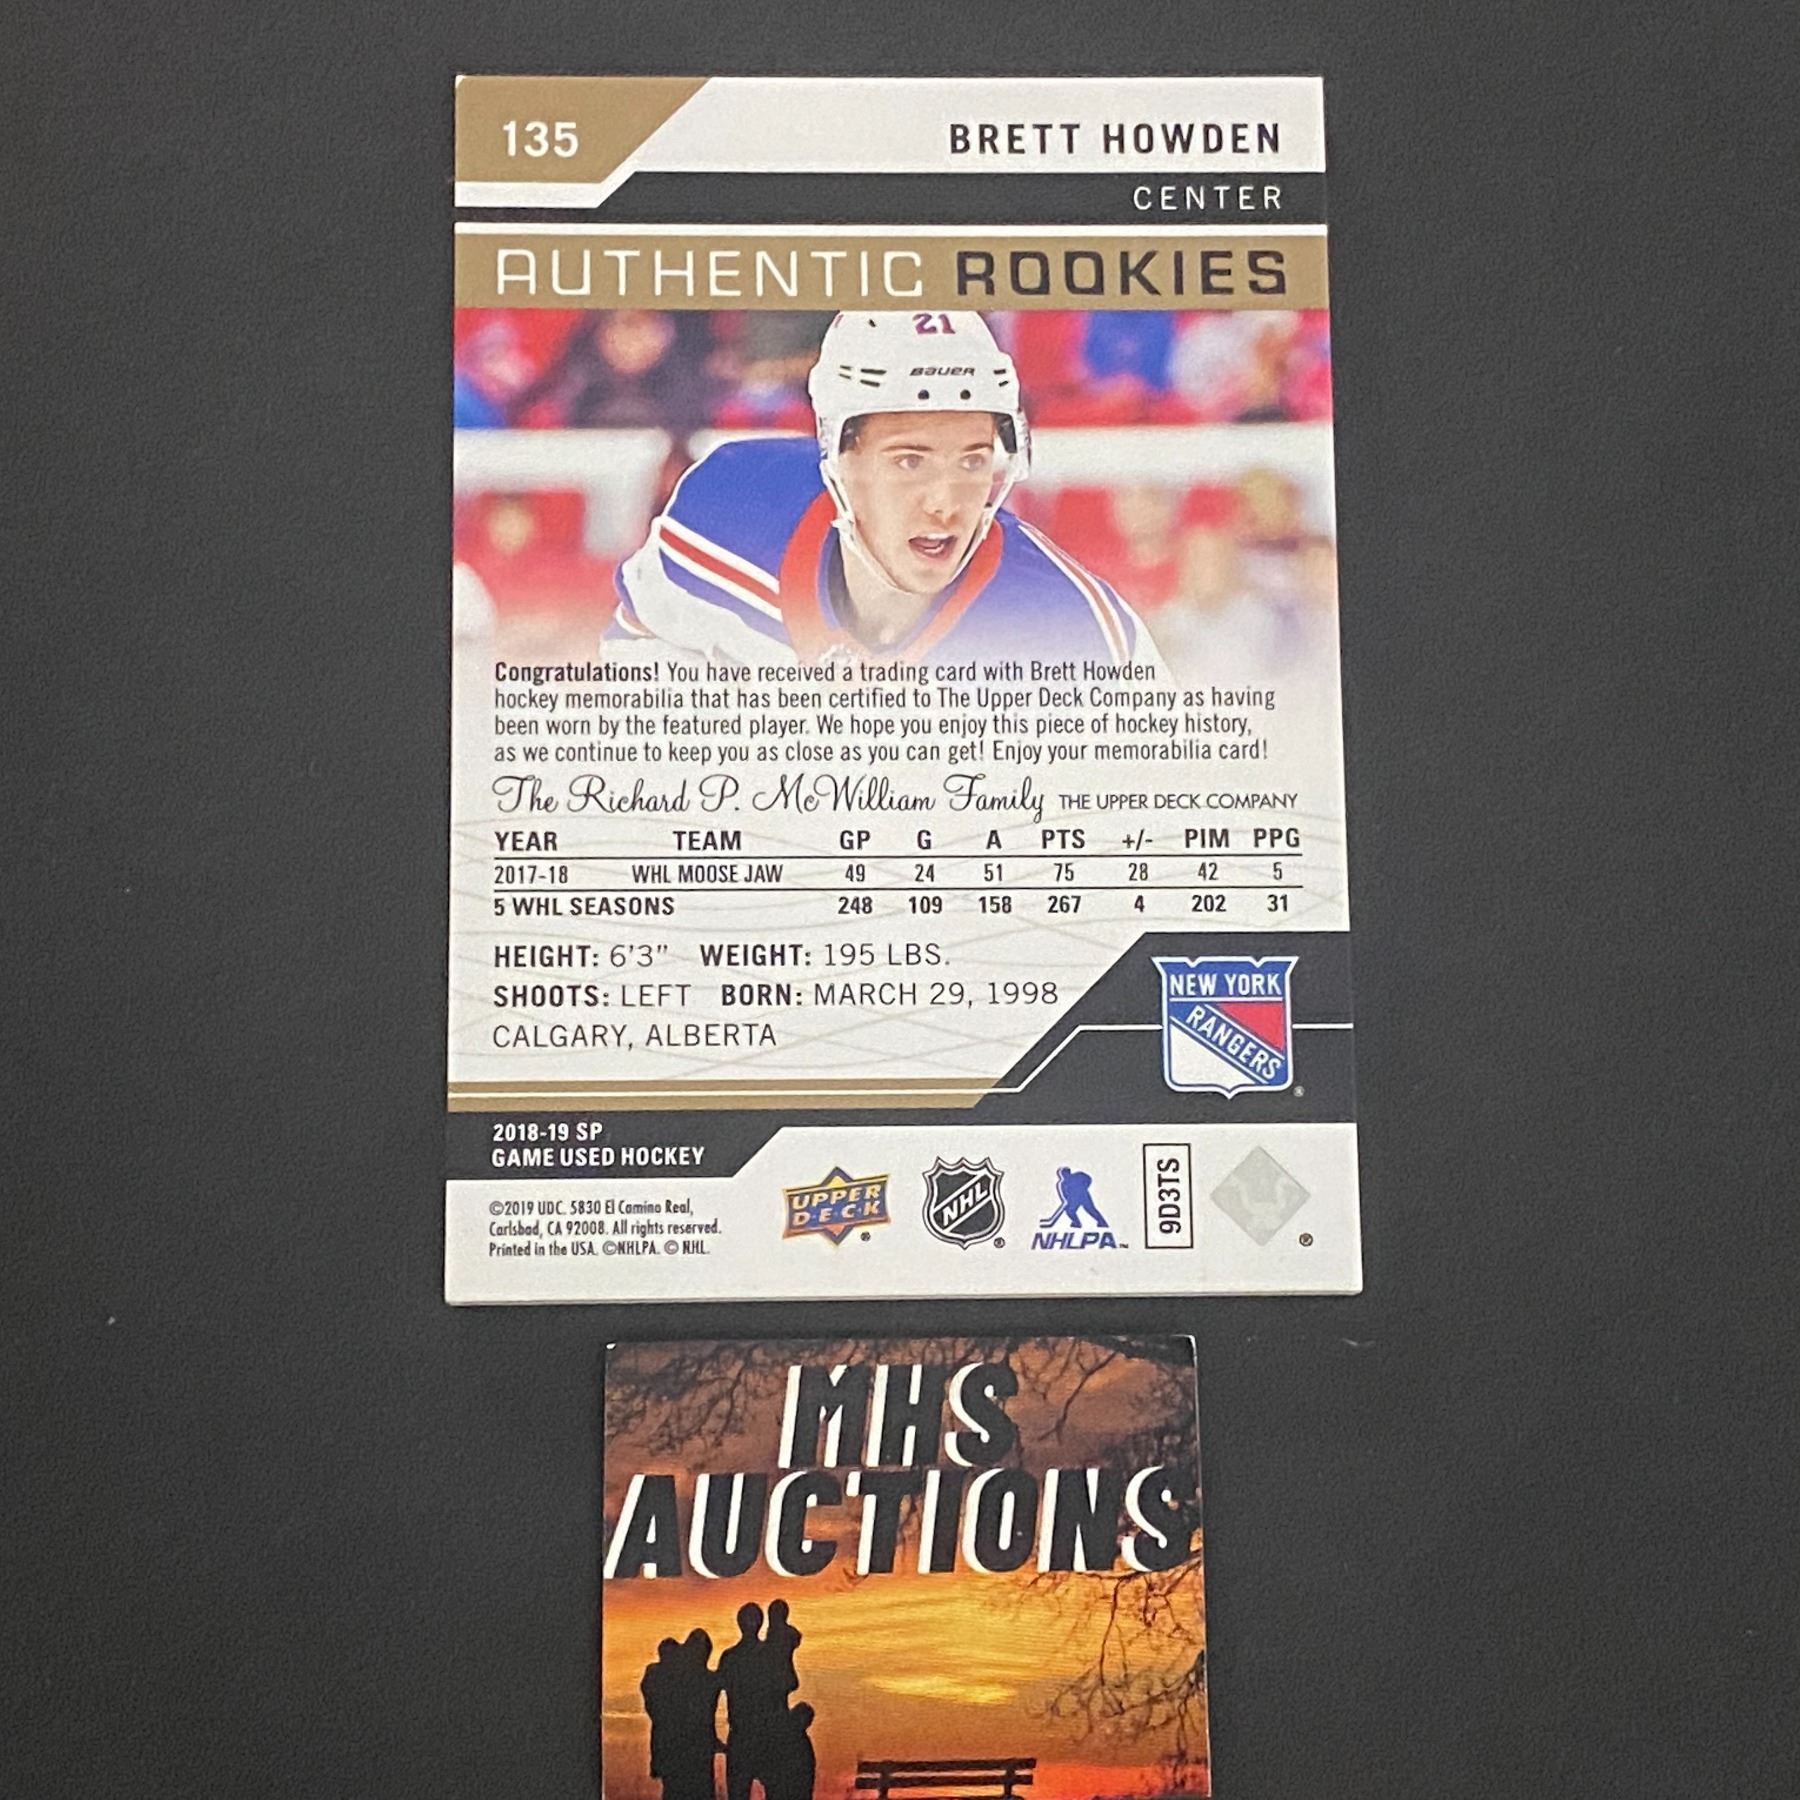 135
BRETT HOWDEN
CENTER
AUTHENTIC ROOKIES
21
BAUER
Congratulations! You have received a trading card with Brett Howden
hockey memorabilia that has been certified to The Upper Deck Company as having
been worn by the featured player. We hope you enjoy this piece of hockey history,
as we continue to keep you as close as you can get! Enjoy your memorabilia card!
The Richard P. McWilliam Family THE UPPER DECK COMPANY
YEAR TEAM GP G A PTS +/- PIM PPG
2017-18 WHL MOOSE JAW 49 24 51 75 28 42 5
5 WHL SEASONS 248 109 158 267 4 202 31
HEIGHT: 6'3" WEIGHT: 195 LBS.
SHOOTS: LEFT BORN: MARCH 29, 1998
CALGARY, ALBERTA
NEW YORK
RANGERS
®
2018-19 SP
GAME USED HOCKEY
©2019 UDC. 5830 El Camino Real,
Carlsbad, CA 92008. All rights reserved.
Printed in the USA. ©NHLPA. © NHL.
UPPER
DECK
®
NHL
®
NHLPA™
9D3TS
®
MHS
AUCTIONS